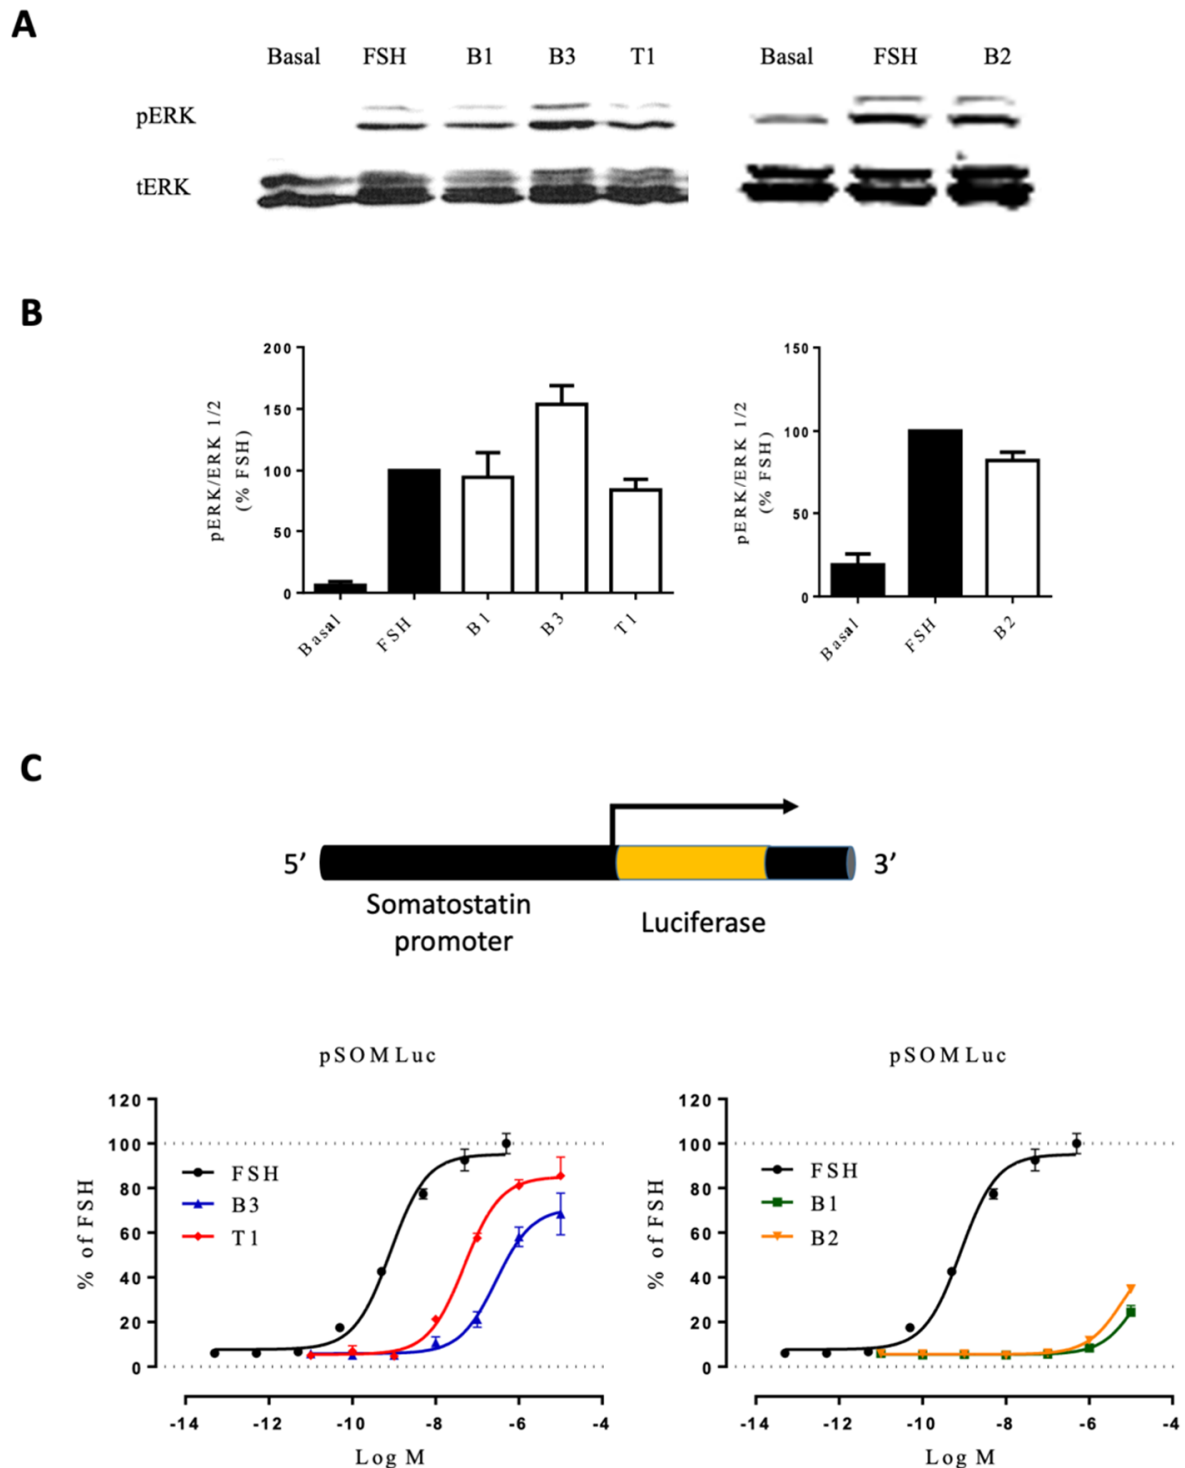 A
Basal FSH B1 B3 T1 Basal FSH B2
pERK
tERK
B
200
150
100
50
0
pERK/ERK 1/2
(% FSH)
Basal FSH B1 B3 T1
150
100
50
0
pERK/ERK 1/2
(% FSH)
Basal FSH B2
C
5’ 3’
Somatostatin
promoter
Luciferase
pSOM Luc
120
100
80
60
40
20
0
% of FSH
FSH
B3
T1
-14 -12 -10 -8 -6 -4
Log M
pSOM Luc
120
100
80
60
40
20
0
% of FSH
FSH
B1
B2
-14 -12 -10 -8 -6 -4
Log M